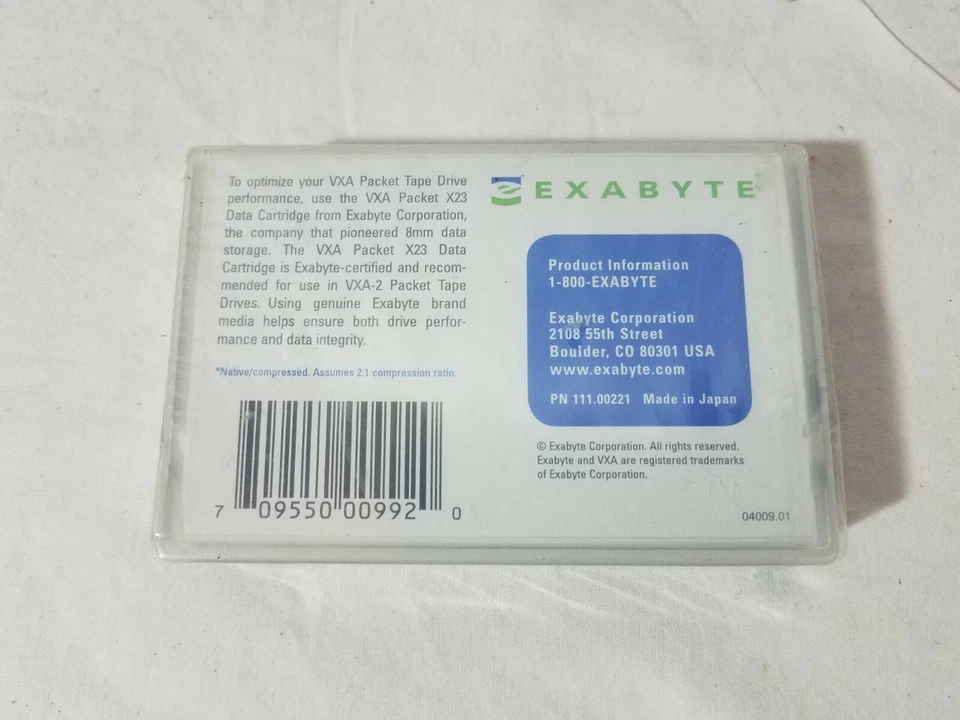 To optimize your VXA Packet Tape Drive
performance, use the VXA Packet X23
Data Cartridge from Exabyte Corporation,
the company that pioneered 8mm data
storage. The VXA Packet X23 Data
Cartridge is Exabyte-certified and recom-
mended for use in VXA-2 Packet Tape
Drives. Using genuine Exabyte brand
media helps ensure both drive perfor-
mance and data integrity.
*Native/compressed. Assumes 2:1 compression ratio.
7 09550 00992 0
EXABYTE
Product Information
1-800-EXABYTE
Exabyte Corporation
2108 55th Street
Boulder, CO 80301 USA
www.exabyte.com
PN 111.00221 Made in Japan
© Exabyte Corporation. All rights reserved.
Exabyte and VXA are registered trademarks
of Exabyte Corporation.
04009.01